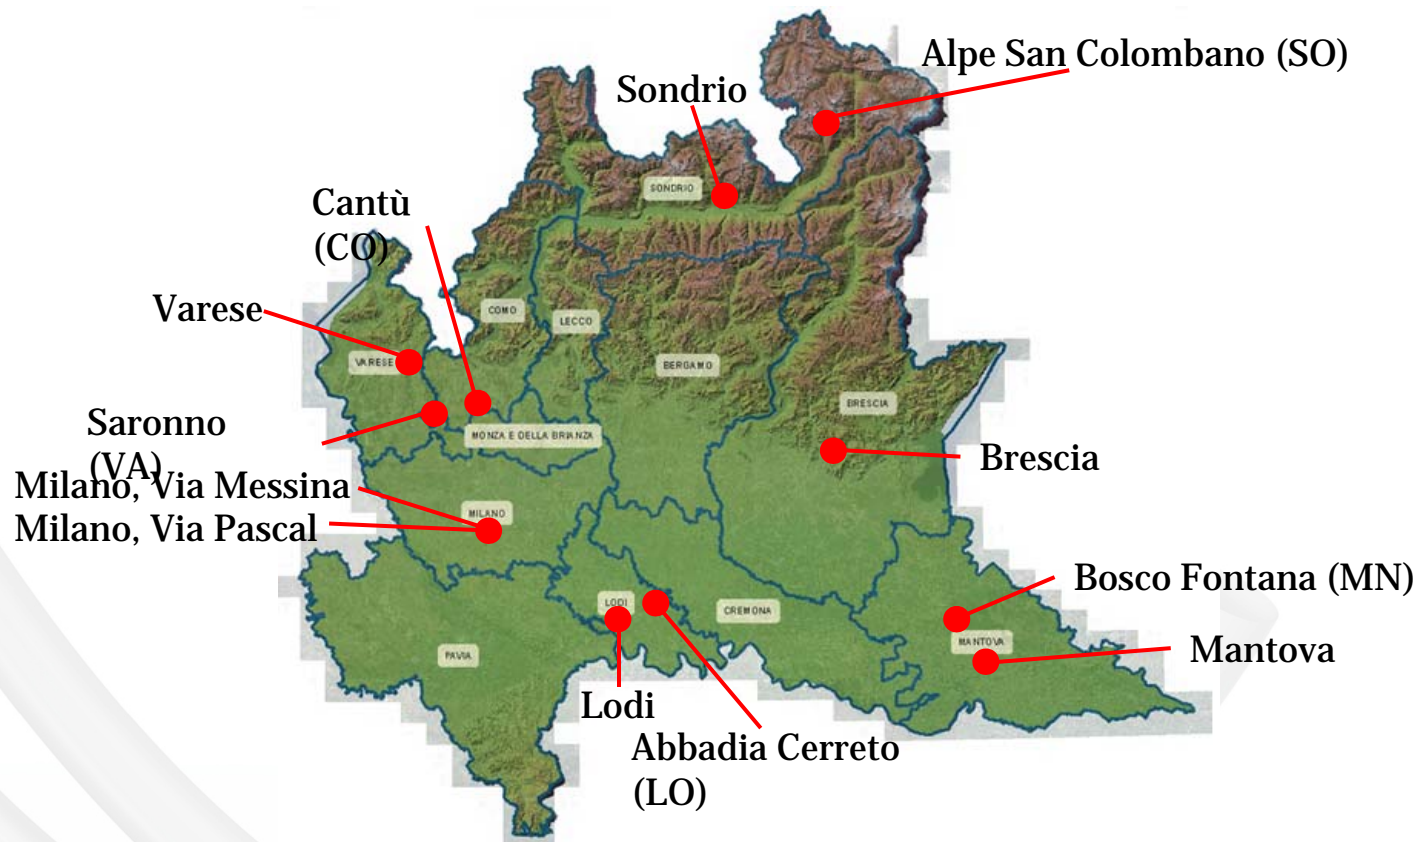 Alpe San Colombano (SO)
Sondrio
SONDRIO
Cantù
(CO)
Varese
COMO
LECCO
VARESE
BERGAMO
BRESCIA
Saronno
(VA)
MONZA E DELLA BRIANZA
Brescia
Milano, Via Messina
MILANO
Milano, Via Pascal
Bosco Fontana (MN)
LODI
CREMONA
MANTOVA
PAVIA
Mantova
Lodi
Abbadia Cerreto
(LO)